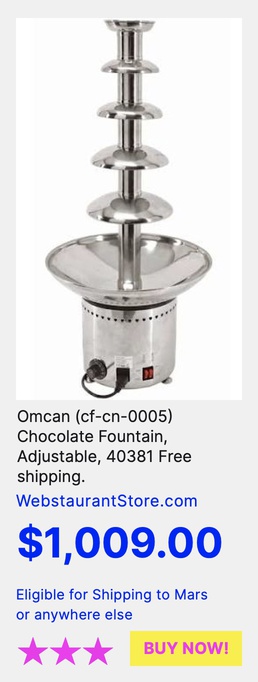 Omcan (cf-cn-0005)
Chocolate Fountain,
Adjustable, 40381 Free
shipping.
WebstaurantStore.com
$1,009.00
Eligible for Shipping to Mars
or anywhere else
BUY NOW!